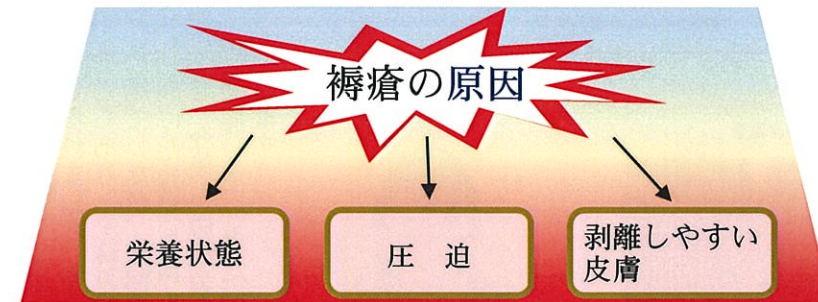 褥瘡の原因
栄養状態
圧　迫
剥離しやすい
皮膚